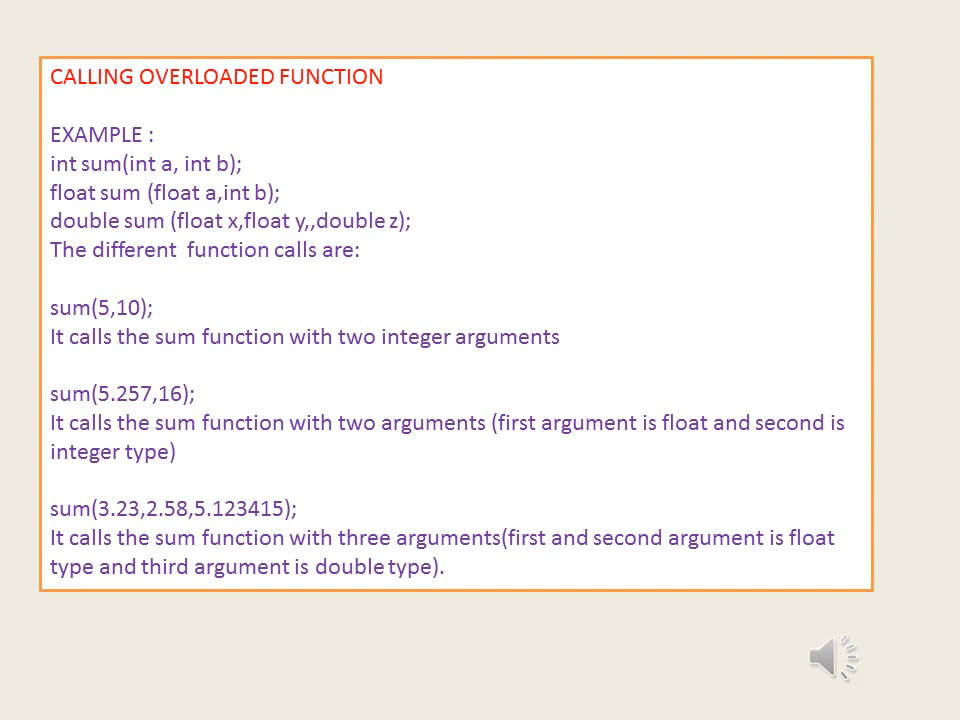 CALLING OVERLOADED FUNCTION
EXAMPLE :
int sum(int a, int b);
float sum (float a,int b);
double sum (float x,float y,,double z);
The different  function calls are:
sum(5,10);
It calls the sum function with two integer arguments
sum(5.257,16);
It calls the sum function with two arguments (first argument is float and second is
integer type)
sum(3.23,2.58,5.123415);
It calls the sum function with three arguments(first and second argument is float
type and third argument is double type).